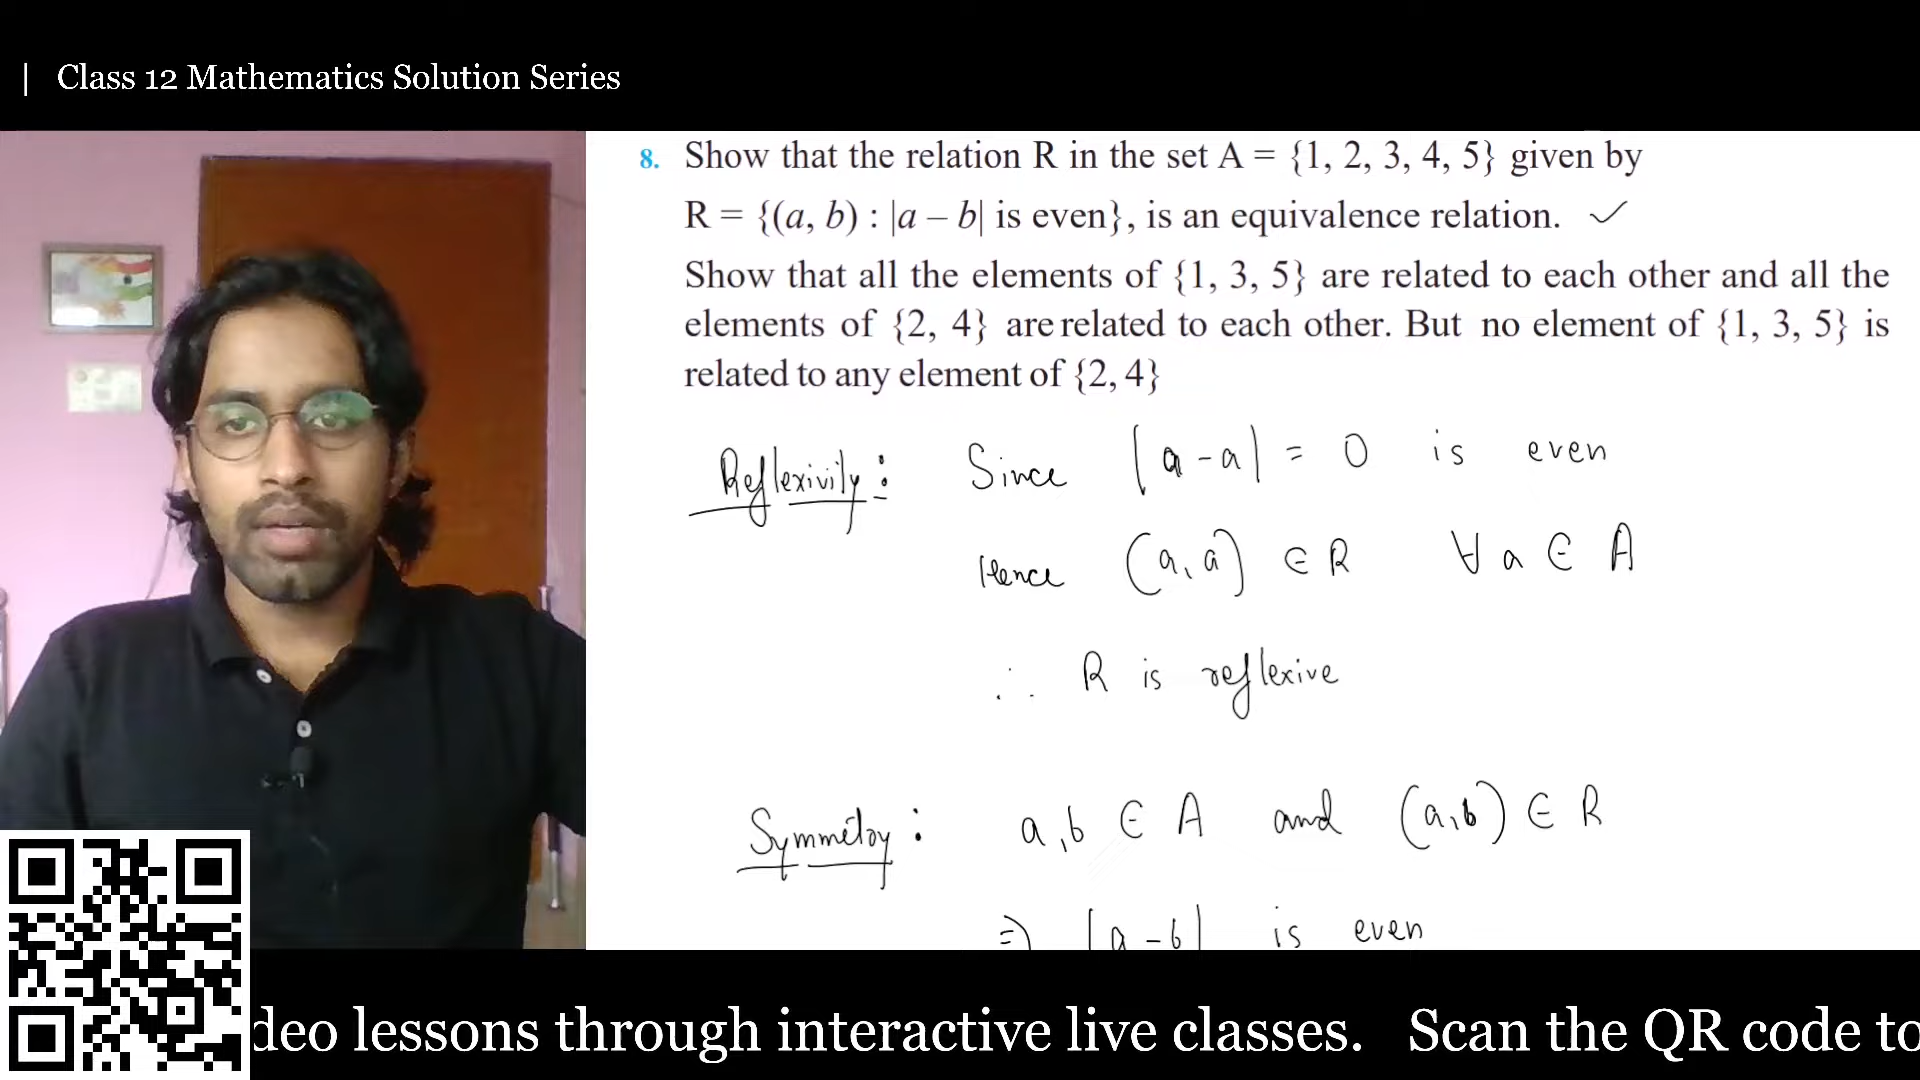 | Class 12 Mathematics Solution Series
8. Show that the relation R in the set A = {1, 2, 3, 4, 5} given by
R = {(a, b) : |a – b| is even}, is an equivalence relation. ✓
Show that all the elements of {1, 3, 5} are related to each other and all the
elements of {2, 4} are related to each other. But no element of {1, 3, 5} is
related to any element of {2, 4}
Reflexivity: Since |a - a| = 0 is even
Hence (a, a) ∈ R ∀ a ∈ A
∴ R is reflexive
Symmetry: a, b ∈ A and (a, b) ∈ R
⇒ |a - b| is even
deo lessons through interactive live classes. Scan the QR code to